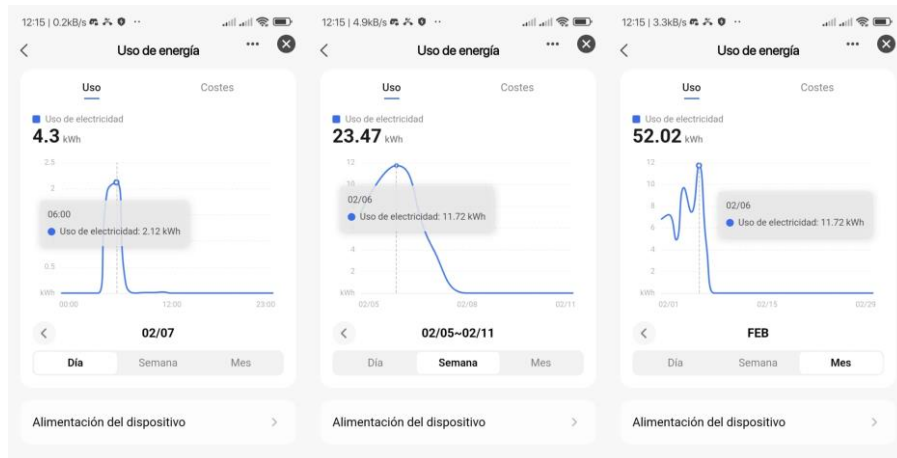 12:15 | 0.2kB/s
Uso de energía
Uso Costes
Uso de electricidad
4.3 kWh
2.5
2
06:00
Uso de electricidad: 2.12 kWh
0.5
kWh
00:00 12:00 23:00
02/07
Día Semana Mes
Alimentación del dispositivo
12:15 | 4.9kB/s
Uso de energía
Uso Costes
Uso de electricidad
23.47 kWh
12
10
02/06
Uso de electricidad: 11.72 kWh
4
2
kWh
02/05 02/08 02/11
02/05~02/11
Día Semana Mes
Alimentación del dispositivo
12:15 | 3.3kB/s
Uso de energía
Uso Costes
Uso de electricidad
52.02 kWh
12
10
8
6
02/06
Uso de electricidad: 11.72 kWh
4
2
kWh
02/01 02/15 02/29
FEB
Día Semana Mes
Alimentación del dispositivo